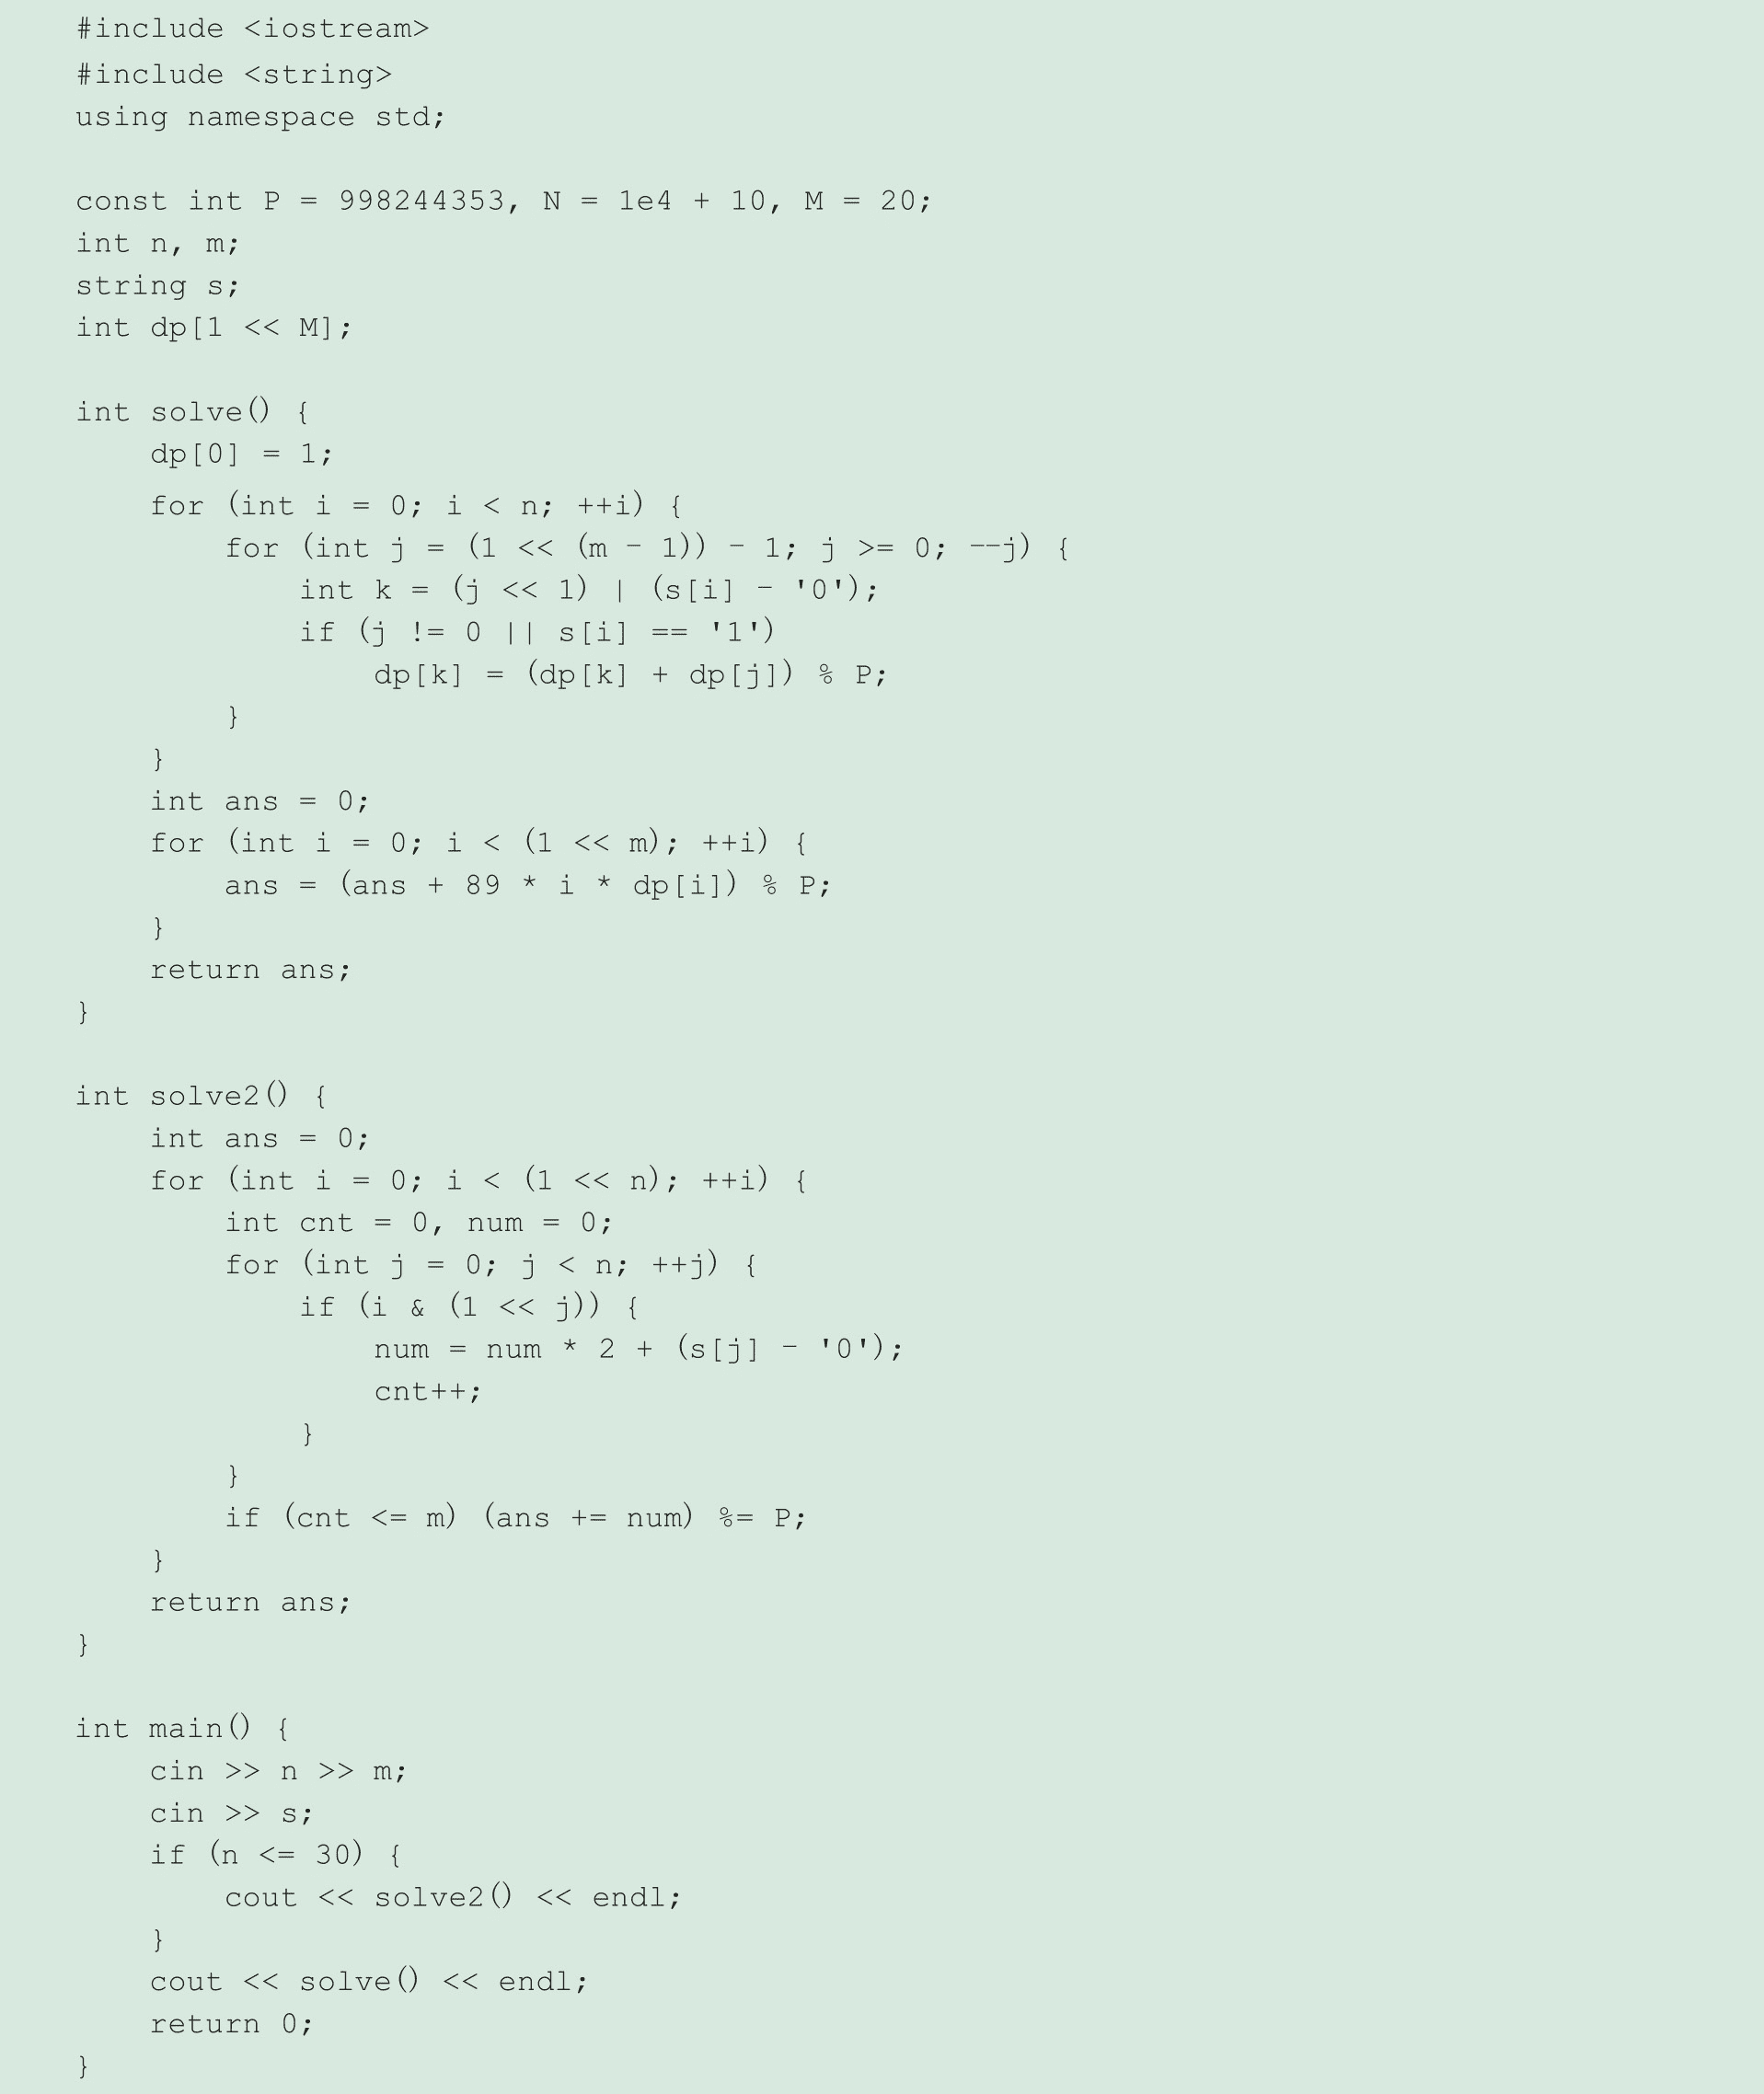 #include <iostream>
#include <string>
using namespace std;

const int P = 998244353, N = 1e4 + 10, M = 20;
int n, m;
string s;
int dp[1 << M];

int solve() {
    dp[0] = 1;
    for (int i = 0; i < n; ++i) {
        for (int j = (1 << (m - 1)) - 1; j >= 0; --j) {
            int k = (j << 1) | (s[i] - '0');
            if (j != 0 || s[i] == '1')
                dp[k] = (dp[k] + dp[j]) % P;
        }
    }
    int ans = 0;
    for (int i = 0; i < (1 << m); ++i) {
        ans = (ans + 89 * i * dp[i]) % P;
    }
    return ans;
}

int solve2() {
    int ans = 0;
    for (int i = 0; i < (1 << n); ++i) {
        int cnt = 0, num = 0;
        for (int j = 0; j < n; ++j) {
            if (i & (1 << j)) {
                num = num * 2 + (s[j] - '0');
                cnt++;
            }
        }
        if (cnt <= m) (ans += num) %= P;
    }
    return ans;
}

int main() {
    cin >> n >> m;
    cin >> s;
    if (n <= 30) {
        cout << solve2() << endl;
    }
    cout << solve() << endl;
    return 0;
}